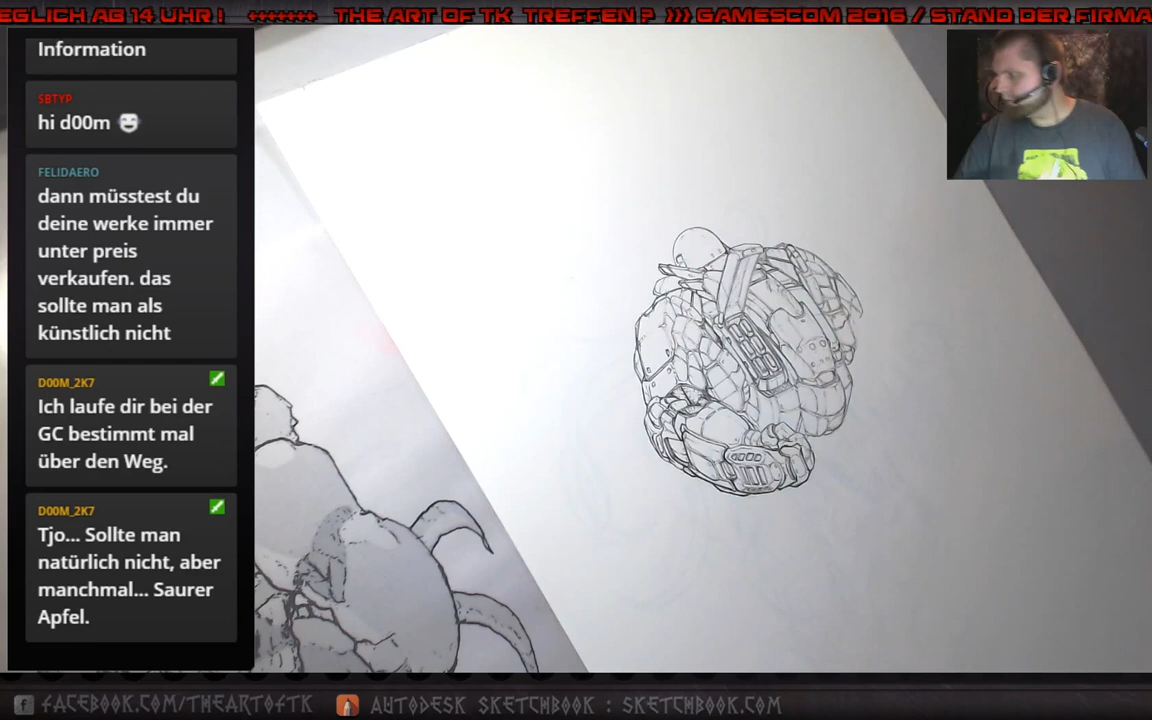 EGLICH AB 14 UHR ! +++++++ THE ART OF TK TREFFEN ? >>> GAMESCOM 2016 / STAND DER FIRMA
Information
SBTYP
hi d00m
FELIDAERO
dann müsstest du
deine werke immer
unter preis
verkaufen. das
sollte man als
künstlich nicht
D00M_2K7
Ich laufe dir bei der
GC bestimmt mal
über den Weg.
D00M_2K7
Tjo... Sollte man
natürlich nicht, aber
manchmal... Saurer
Apfel.
FACEBOOK.COM/THEARTOFTK AUTODESK SKETCHBOOK : SKETCHBOOK.COM